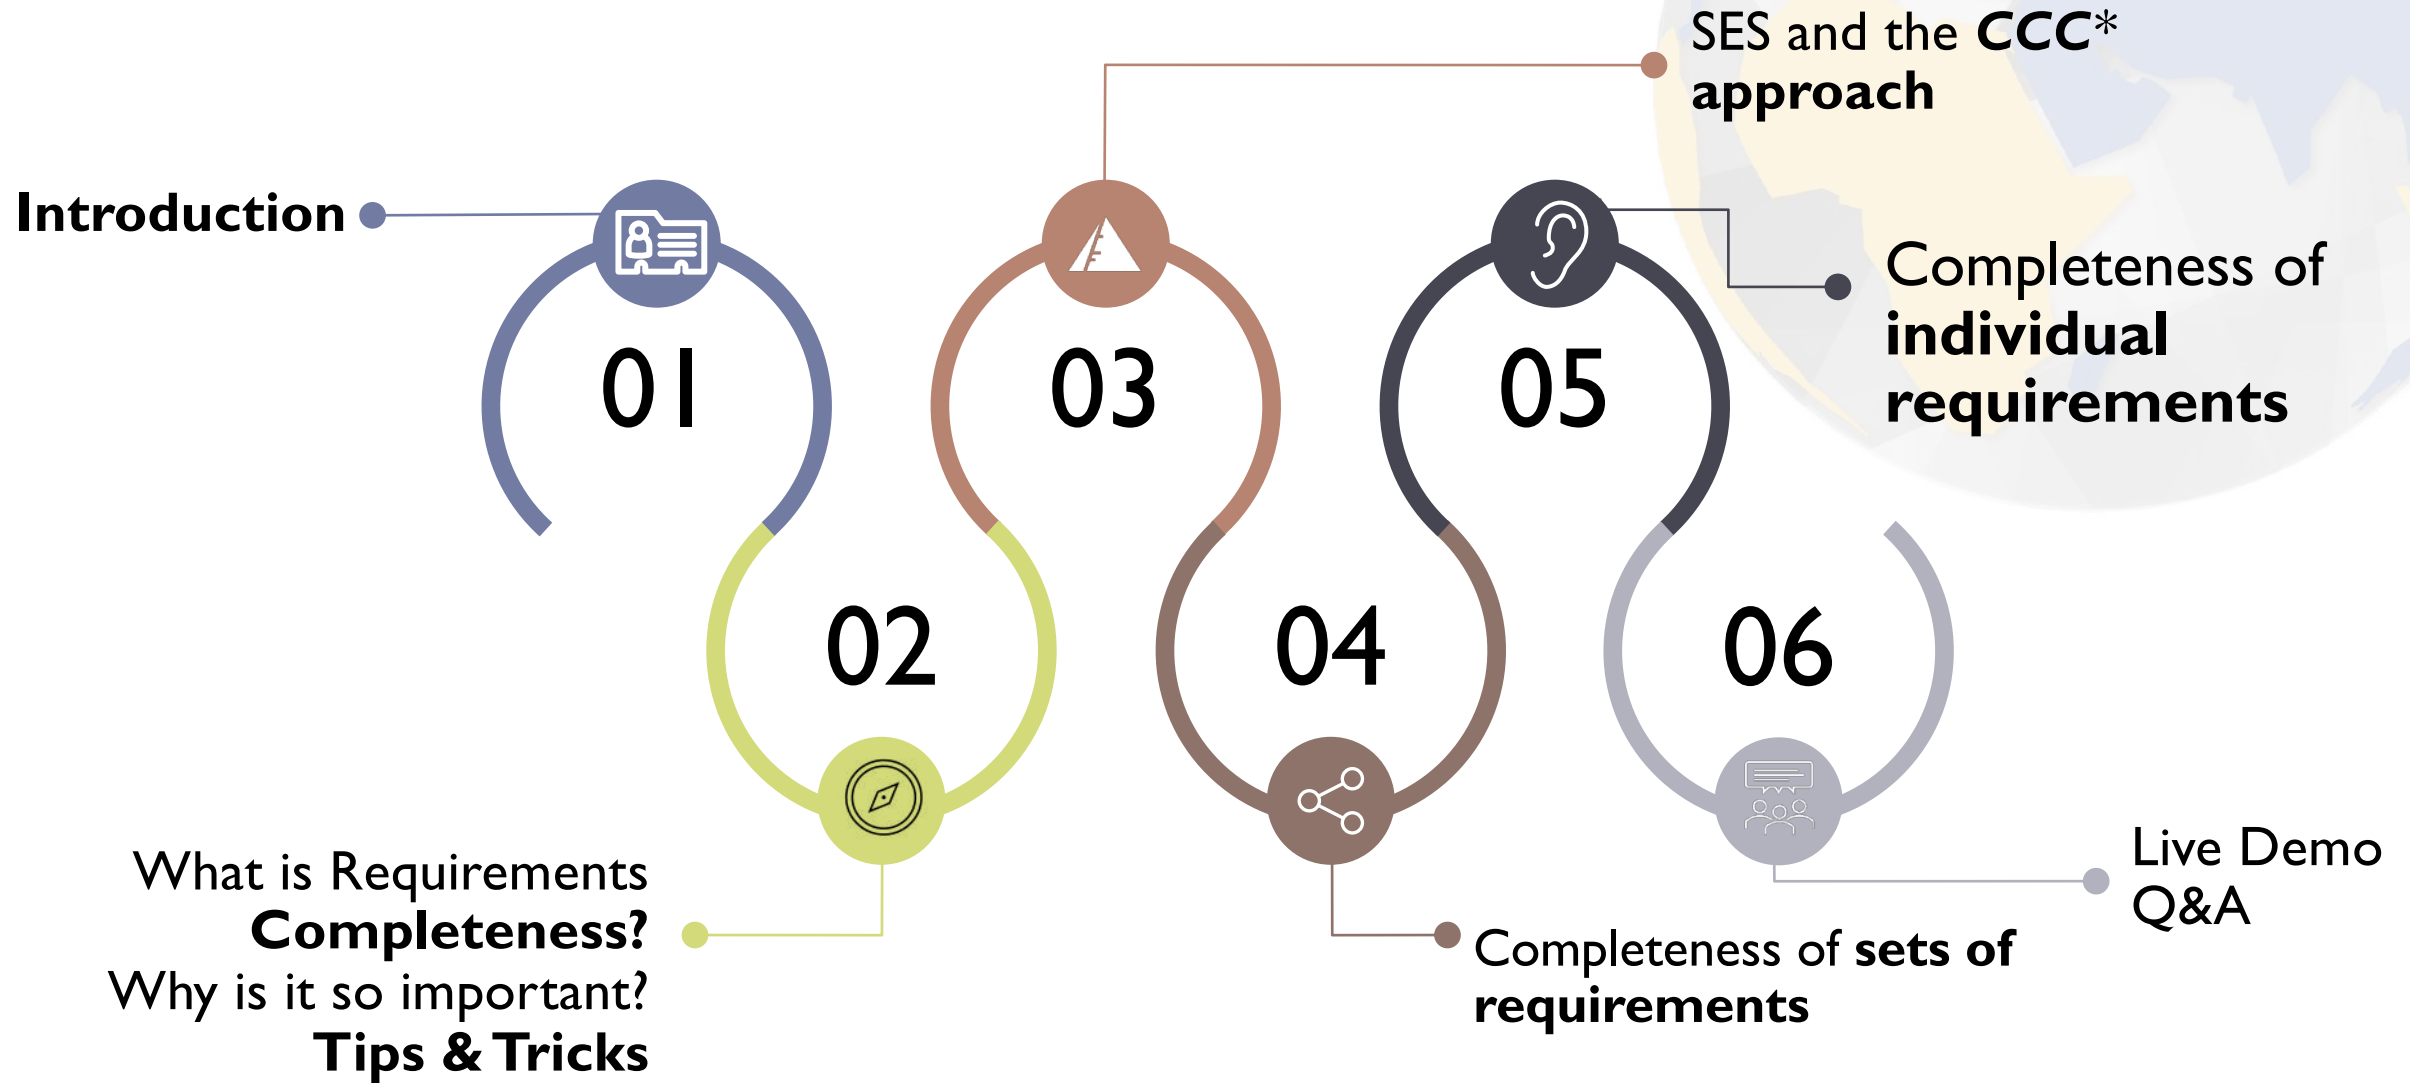 Introduction
01
What is Requirements
Completeness?
Why is it so important?
Tips & Tricks
02
SES and the CCC*
approach
03
Completeness of sets of
requirements
04
Completeness of
individual
requirements
05
Live Demo
Q&A
06